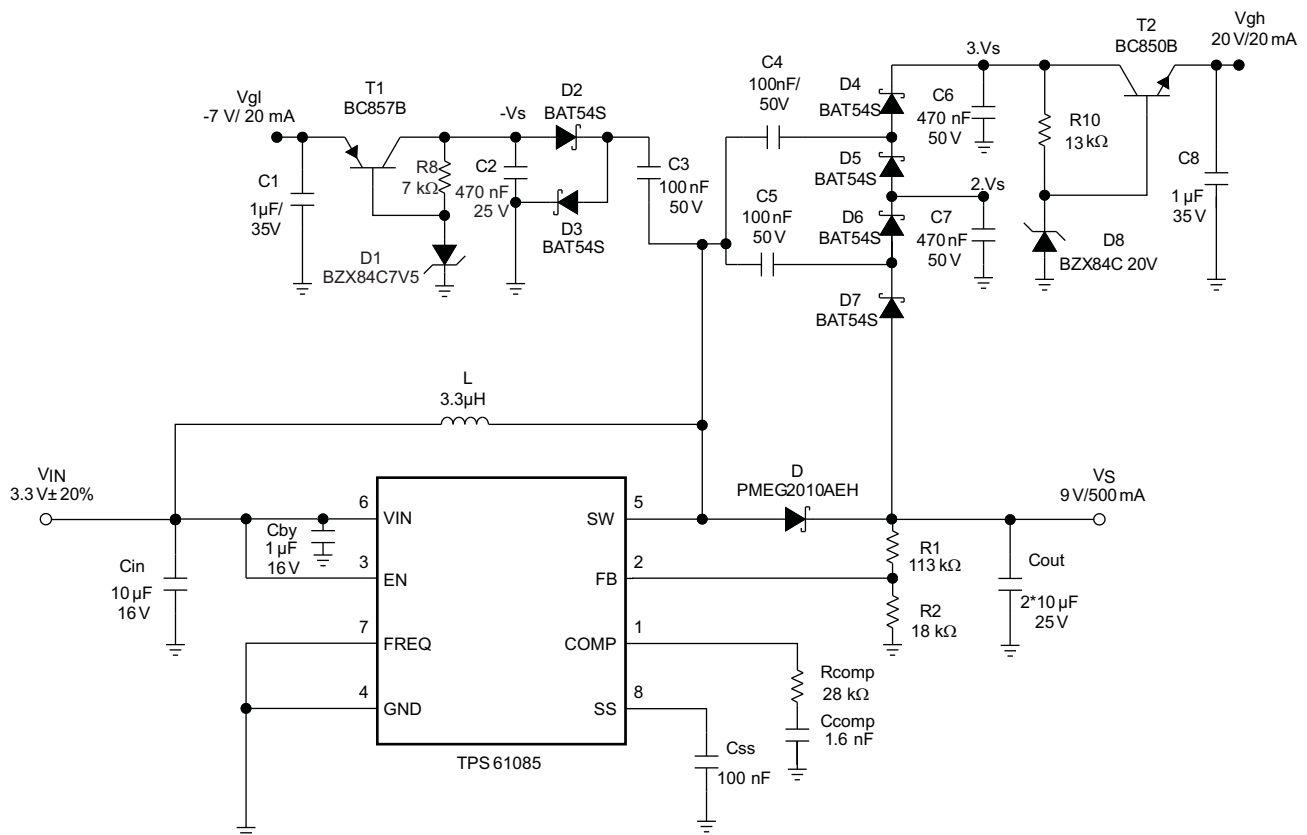 T2
BC850B
Vgh
20 V/20 mA
3.Vs
C4
100nF/
50V
D4
BAT54S
C6
470 nF
50 V
R10
13 kΩ
C8
1 µF
35 V
T1
BC857B
Vgl
-7 V/ 20 mA
D2
BAT54S
-Vs
R8
7 kΩ
C2
470 nF
25 V
C3
100 nF
50 V
C1
1µF/
35V
D3
BAT54S
D1
BZX84C7V5
D5
BAT54S
C5
100 nF
50 V
2.Vs
D6
BAT54S
C7
470 nF
50 V
D8
BZX84C 20V
D7
BAT54S
L
3.3µH
VIN
3.3 V± 20%
D
PMEG2010AEH
VS
9 V/500 mA
6
VIN
5
SW
Cby
1 µF
16 V
Cin
10 µF
16 V
3
EN
2
FB
R1
113 kΩ
Cout
2*10 µF
25 V
R2
18 kΩ
7
FREQ
1
COMP
4
GND
8
SS
Rcomp
28 kΩ
Ccomp
1.6 nF
Css
100 nF
TPS 61085